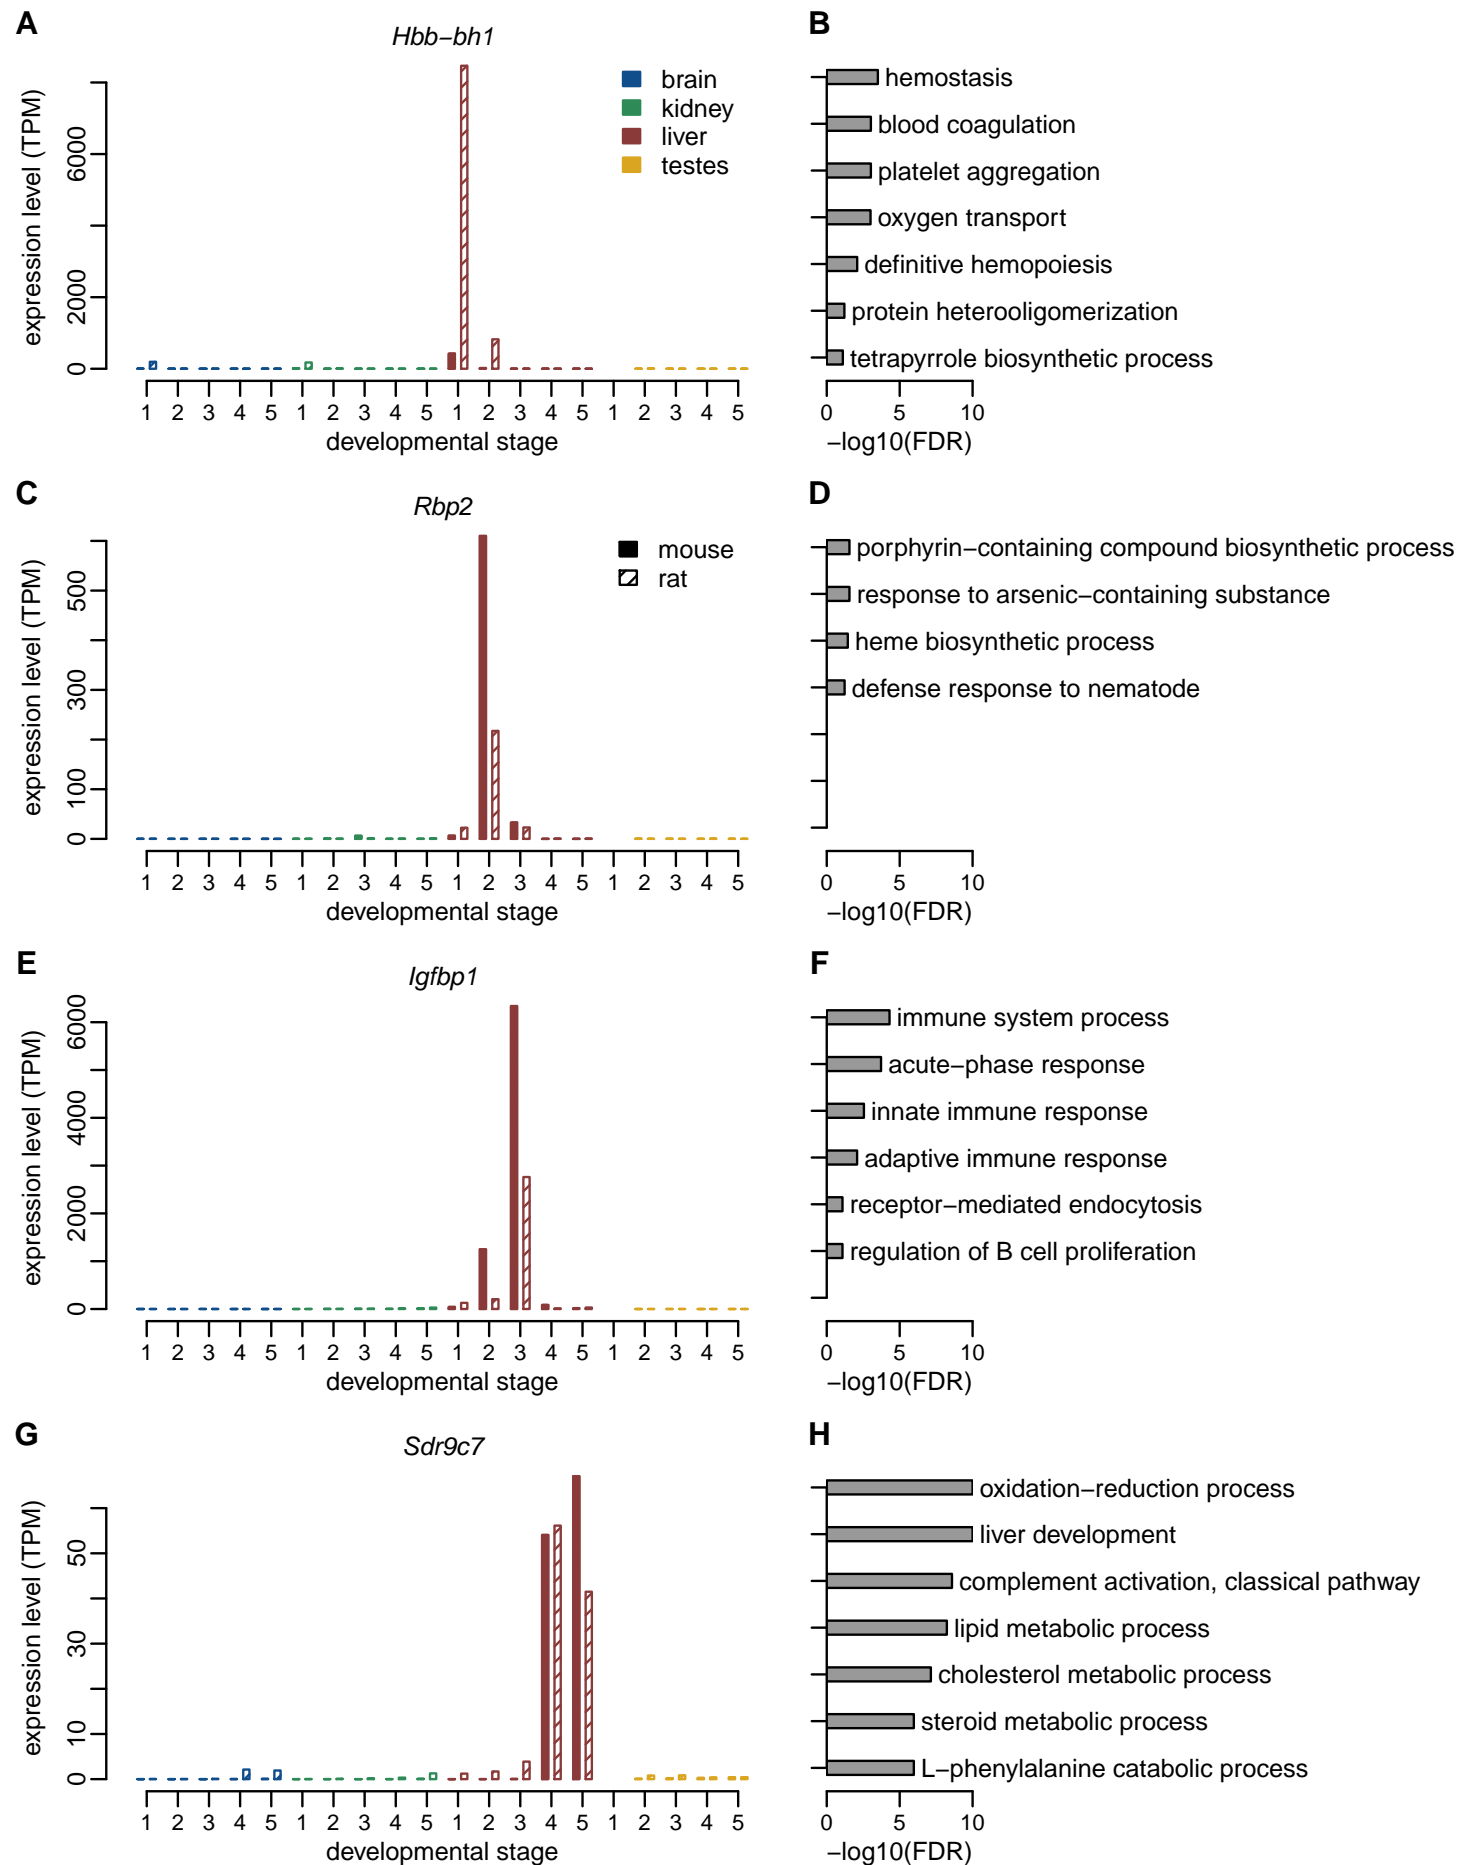 A
Hbb−bh1
expression level (TPM)
0
2000
6000
brain
kidney
liver
testes
1 2 3 4 5 1 2 3 4 5 1 2 3 4 5 1 2 3 4 5
developmental stage
B
hemostasis
blood coagulation
platelet aggregation
oxygen transport
definitive hemopoiesis
protein heterooligomerization
tetrapyrrole biosynthetic process
0 5 10
−log10(FDR)
C
Rbp2
expression level (TPM)
0
100
300
500
mouse
rat
1 2 3 4 5 1 2 3 4 5 1 2 3 4 5 1 2 3 4 5
developmental stage
D
porphyrin−containing compound biosynthetic process
response to arsenic−containing substance
heme biosynthetic process
defense response to nematode
0 5 10
−log10(FDR)
E
Igfbp1
expression level (TPM)
0
2000
4000
6000
1 2 3 4 5 1 2 3 4 5 1 2 3 4 5 1 2 3 4 5
developmental stage
F
immune system process
acute−phase response
innate immune response
adaptive immune response
receptor−mediated endocytosis
regulation of B cell proliferation
0 5 10
−log10(FDR)
G
Sdr9c7
expression level (TPM)
0
10
30
50
1 2 3 4 5 1 2 3 4 5 1 2 3 4 5 1 2 3 4 5
developmental stage
H
oxidation−reduction process
liver development
complement activation, classical pathway
lipid metabolic process
cholesterol metabolic process
steroid metabolic process
L−phenylalanine catabolic process
0 5 10
−log10(FDR)